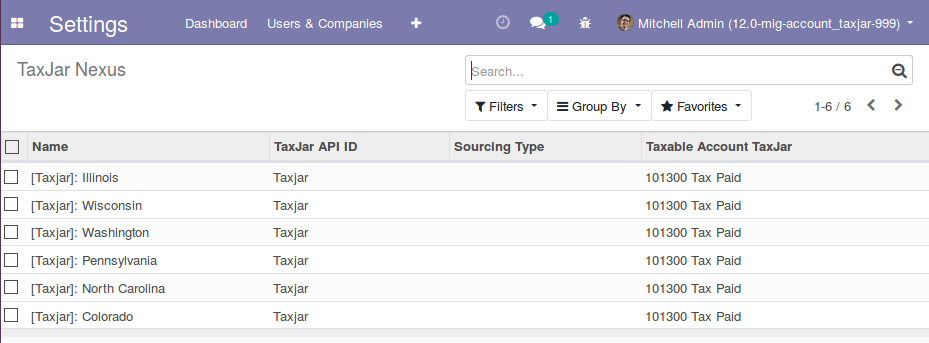 Settings Dashboard Users & Companies 1 Mitchell Admin (12.0-mig-account_taxjar-999)
TaxJar Nexus Search...
Filters Group By Favorites 1-6 / 6
Name TaxJar API ID Sourcing Type Taxable Account TaxJar
[Taxjar]: Illinois Taxjar 101300 Tax Paid
[Taxjar]: Wisconsin Taxjar 101300 Tax Paid
[Taxjar]: Washington Taxjar 101300 Tax Paid
[Taxjar]: Pennsylvania Taxjar 101300 Tax Paid
[Taxjar]: North Carolina Taxjar 101300 Tax Paid
[Taxjar]: Colorado Taxjar 101300 Tax Paid